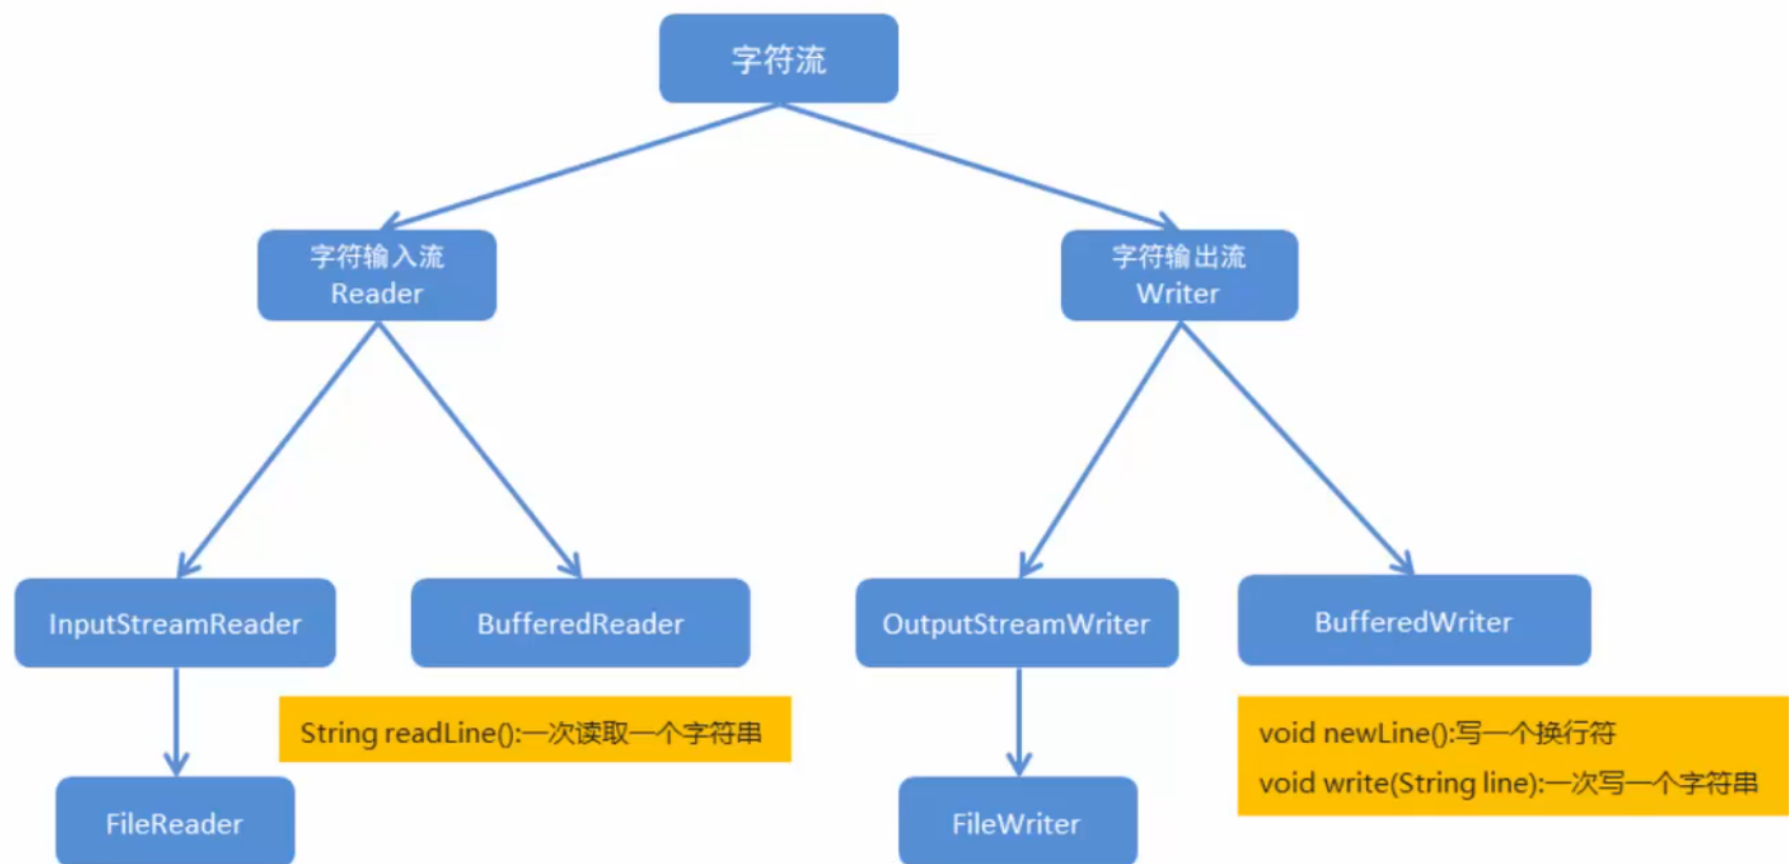 字符流
字符输入流
Reader
字符输出流
Writer
InputStreamReader
BufferedReader
OutputStreamWriter
BufferedWriter
String readLine():一次读取一个字符串
void newLine():写一个换行符
void write(String line):一次写一个字符串
FileReader
FileWriter